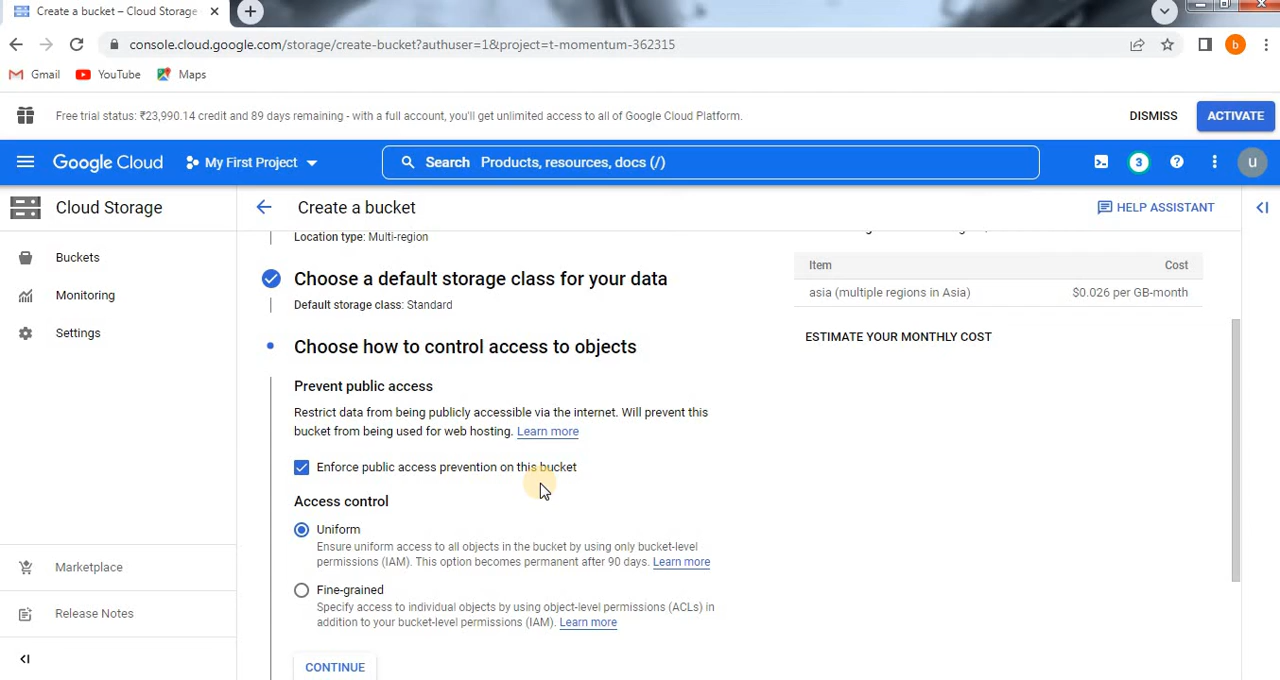 Create a bucket – Cloud Storage
console.cloud.google.com/storage/create-bucket?authuser=1&project=t-momentum-362315
b
Gmail YouTube Maps
Free trial status: ₹23,990.14 credit and 89 days remaining - with a full account, you'll get unlimited access to all of Google Cloud Platform.
DISMISS
ACTIVATE
Google Cloud
My First Project
Search Products, resources, docs (/)
3
u
Cloud Storage
Create a bucket
HELP ASSISTANT
Buckets
Monitoring
Settings
Marketplace
Release Notes
Location type: Multi-region
Choose a default storage class for your data
Default storage class: Standard
Choose how to control access to objects
Prevent public access
Restrict data from being publicly accessible via the internet. Will prevent this
bucket from being used for web hosting. Learn more
Enforce public access prevention on this bucket
Access control
Uniform
Ensure uniform access to all objects in the bucket by using only bucket-level
permissions (IAM). This option becomes permanent after 90 days. Learn more
Fine-grained
Specify access to individual objects by using object-level permissions (ACLs) in
addition to your bucket-level permissions (IAM). Learn more
CONTINUE
Item Cost
asia (multiple regions in Asia) $0.026 per GB-month
ESTIMATE YOUR MONTHLY COST